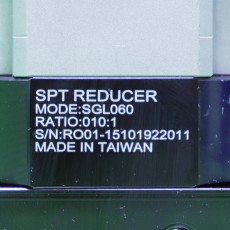 SPT REDUCER
MODE:SGL060
RATIO:010:1
S/N:RO01-15101922011
MADE IN TAIWAN